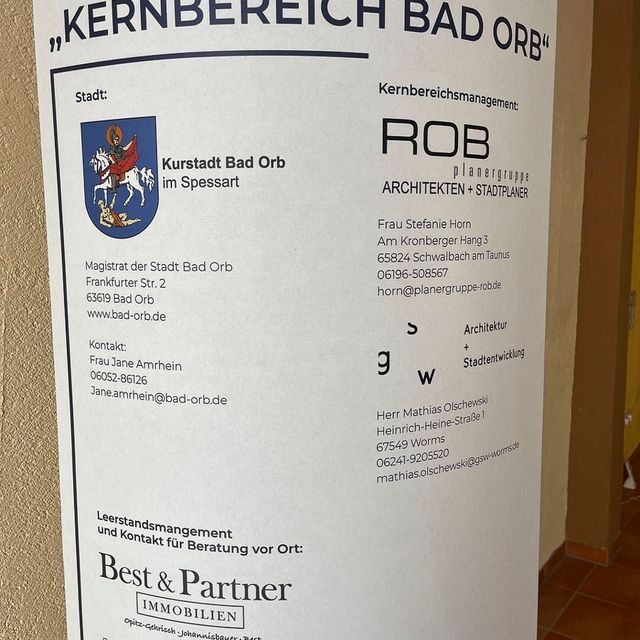 „KERNBEREICH BAD ORB“
Stadt:
Kurstadt Bad Orb
im Spessart
Magistrat der Stadt Bad Orb
Frankfurter Str. 2
63619 Bad Orb
www.bad-orb.de
Kontakt:
Frau Jane Amrhein
06052-86126
Jane.amrhein@bad-orb.de
Kernbereichsmanagement:
ROB
planergruppe
ARCHITEKTEN + STADTPLANER
Frau Stefanie Horn
Am Kronberger Hang 3
65824 Schwalbach am Taunus
06196-508567
horn@planergruppe-rob.de
g s w
Architektur
+
Stadtentwicklung
Herr Mathias Olschewski
Heinrich-Heine-Straße 1
67549 Worms
06241-9205520
mathias.olschewski@gsw-worms.de
Leerstandsmangement
und Kontakt für Beratung vor Ort:
Best & Partner
IMMOBILIEN
Opitz-Gehrisch · Johannisbauer · Best